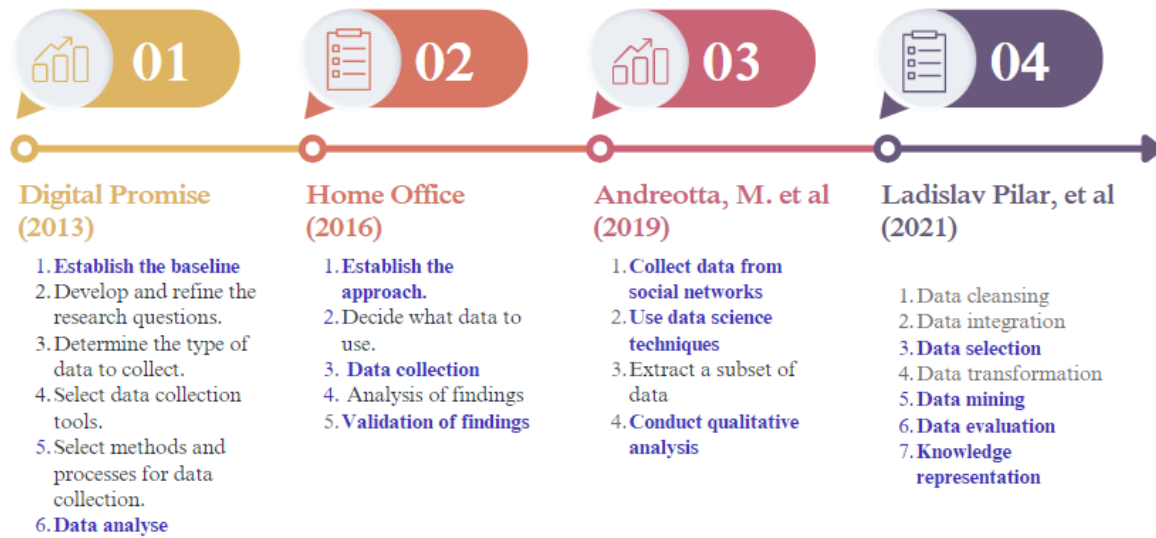 01
02
03
04
Digital Promise
(2013)
1. Establish the baseline
2. Develop and refine the
research questions.
3. Determine the type of
data to collect.
4. Select data collection
tools.
5. Select methods and
processes for data
collection.
6. Data analyse
Home Office
(2016)
1. Establish the
approach.
2. Decide what data to
use.
3. Data collection
4. Analysis of findings
5. Validation of findings
Andreotta, M. et al
(2019)
1. Collect data from
social networks
2. Use data science
techniques
3. Extract a subset of
data
4. Conduct qualitative
analysis
Ladislav Pilar, et al
(2021)
1. Data cleansing
2. Data integration
3. Data selection
4. Data transformation
5. Data mining
6. Data evaluation
7. Knowledge
representation